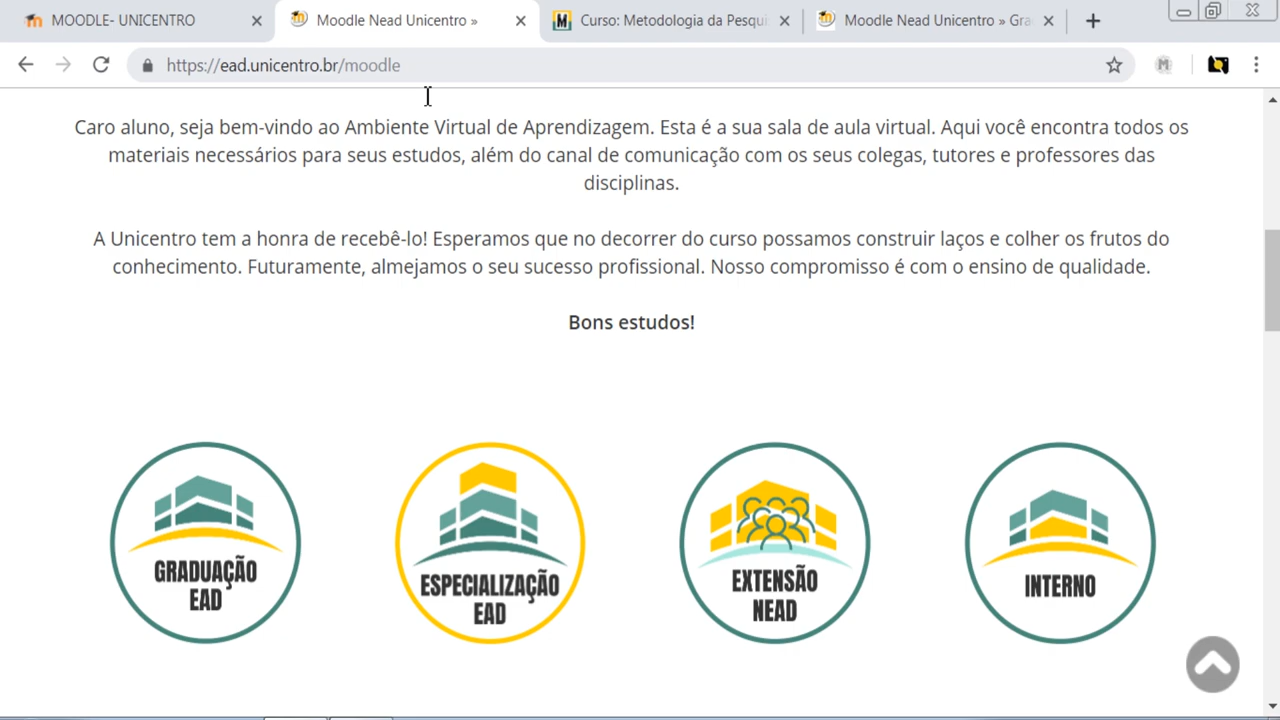 MOODLE- UNICENTRO
Moodle Nead Unicentro »
Curso: Metodologia da Pesqui
Moodle Nead Unicentro » Gra
https://ead.unicentro.br/moodle
M
Caro aluno, seja bem-vindo ao Ambiente Virtual de Aprendizagem. Esta é a sua sala de aula virtual. Aqui você encontra todos os
materiais necessários para seus estudos, além do canal de comunicação com os seus colegas, tutores e professores das
disciplinas.
A Unicentro tem a honra de recebê-lo! Esperamos que no decorrer do curso possamos construir laços e colher os frutos do
conhecimento. Futuramente, almejamos o seu sucesso profissional. Nosso compromisso é com o ensino de qualidade.
Bons estudos!
GRADUAÇÃO
EAD
ESPECIALIZAÇÃO
EAD
EXTENSÃO
NEAD
INTERNO